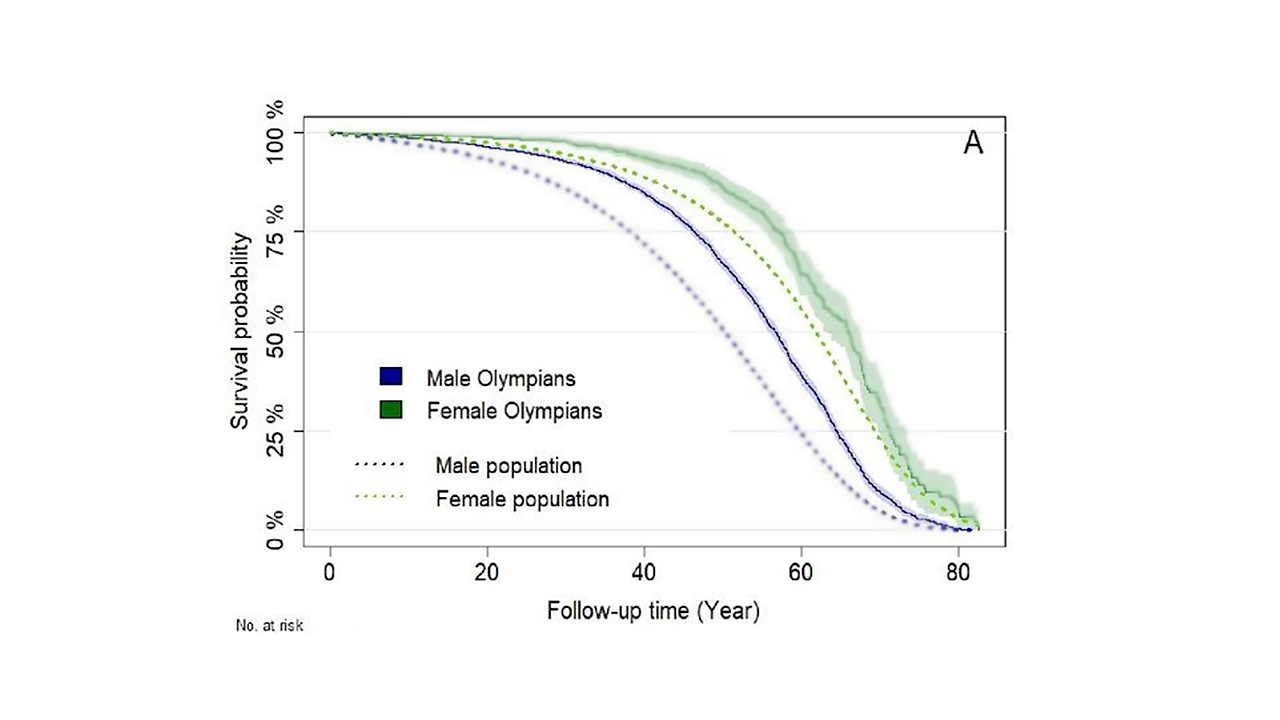 A
100 %
75 %
50 %
25 %
0 %
Survival probability
Male Olympians
Female Olympians
Male population
Female population
0 20 40 60 80
Follow-up time (Year)
No. at risk